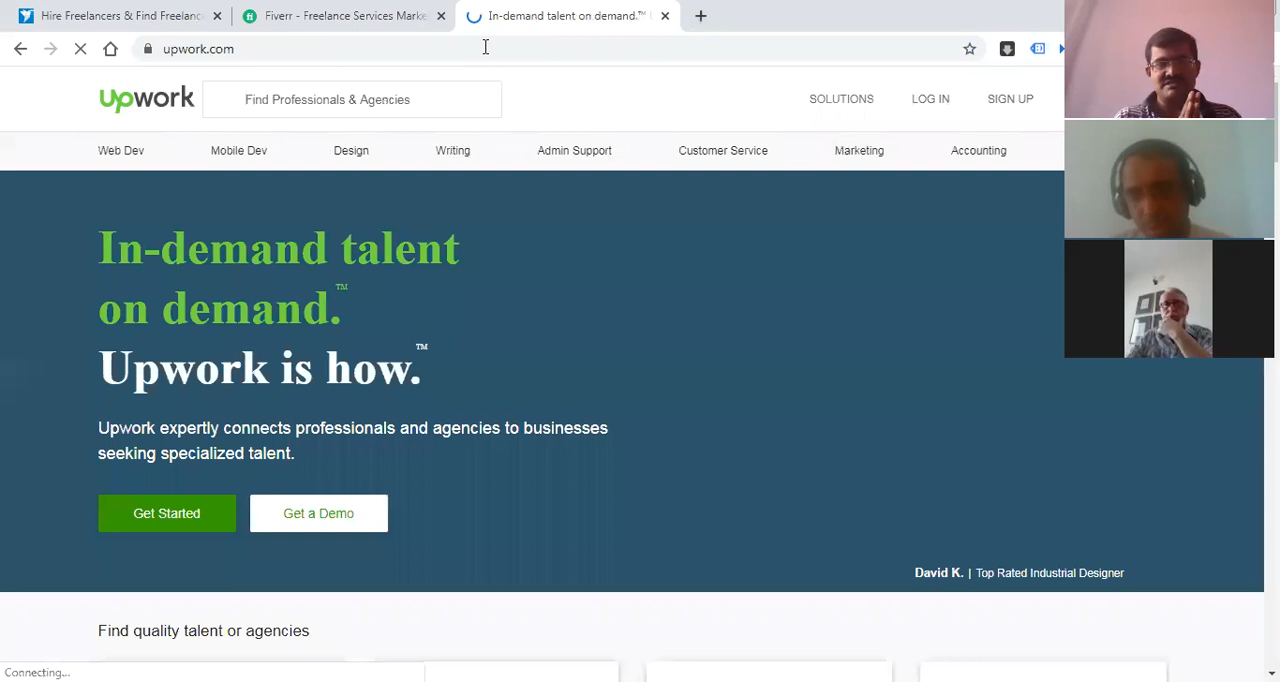 Hire Freelancers & Find Freelanc
Fiverr - Freelance Services Marke
In-demand talent on demand.™
upwork.com
upwork
Find Professionals & Agencies
SOLUTIONS
LOG IN
SIGN UP
Web Dev
Mobile Dev
Design
Writing
Admin Support
Customer Service
Marketing
Accounting
In-demand talent
on demand.™
Upwork is how.™
Upwork expertly connects professionals and agencies to businesses
seeking specialized talent.
Get Started
Get a Demo
David K. | Top Rated Industrial Designer
Find quality talent or agencies
Connecting...